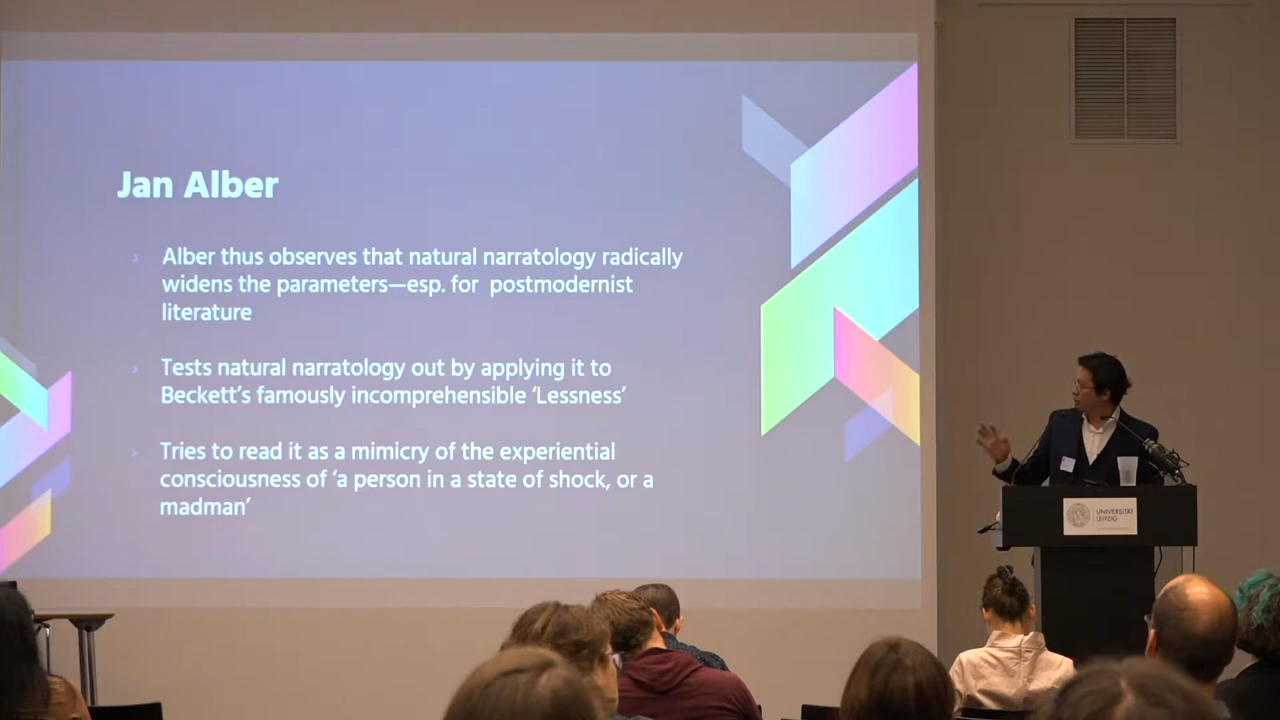 Jan Alber
Alber thus observes that natural narratology radically
widens the parameters—esp. for postmodernist
literature
Tests natural narratology out by applying it to
Beckett's famously incomprehensible 'Lessness'
Tries to read it as a mimicry of the experiential
consciousness of 'a person in a state of shock, or a
madman'
UNIVERSITÄT
LEIPZIG